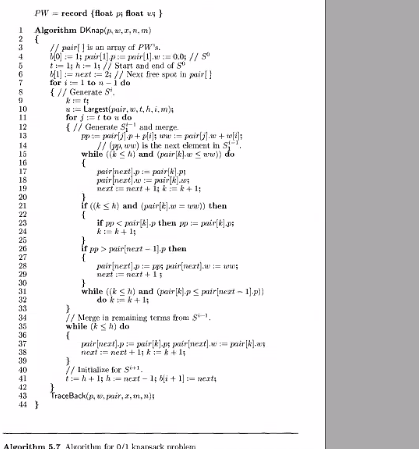 PW = record {float p; float w; }
1 Algorithm DKnap(p, w, x, n, m)
2 {
3 // pair[ ] is an array of PW's.
4 b[0] := 1; pair[1].p := pair[1].w := 0.0; // S⁰
5 t := 1; h := 1; // Start and end of S⁰
6 b[1] := next := 2; // Next free spot in pair[ ]
7 for i := 1 to n − 1 do
8 { // Generate Sⁱ.
9 k := t;
10 u := Largest(pair, w, t, h, i, m);
11 for j := t to u do
12 { // Generate S₁ⁱ⁻¹ and merge.
13 pp := pair[j].p + p[i]; ww := pair[j].w + w[i];
14 // (pp, ww) is the next element in S₁ⁱ⁻¹.
15 while ((k ≤ h) and (pair[k].w ≤ ww)) do
16 {
17 pair[next].p := pair[k].p;
18 pair[next].w := pair[k].w;
19 next := next + 1; k := k + 1;
20 }
21 if ((k ≤ h) and (pair[k].w = ww)) then
22 {
23 if pp < pair[k].p then pp := pair[k].p;
24 k := k + 1;
25 }
26 if pp > pair[next − 1].p then
27 {
28 pair[next].p := pp; pair[next].w := ww;
29 next := next + 1 ;
30 }
31 while ((k ≤ h) and (pair[k].p ≤ pair[next − 1].p))
32 do k := k + 1;
33 }
34 // Merge in remaining terms from Sⁱ⁻¹.
35 while (k ≤ h) do
36 {
37 pair[next].p := pair[k].p; pair[next].w := pair[k].w;
38 next := next + 1; k := k + 1;
39 }
40 // Initialize for Sⁱ⁺¹.
41 t := h + 1; h := next − 1; b[i + 1] := next;
42 }
43 TraceBack(p, w, pair, x, m, n);
44 }
Algorithm 5.7 Algorithm for 0/1 knapsack problem